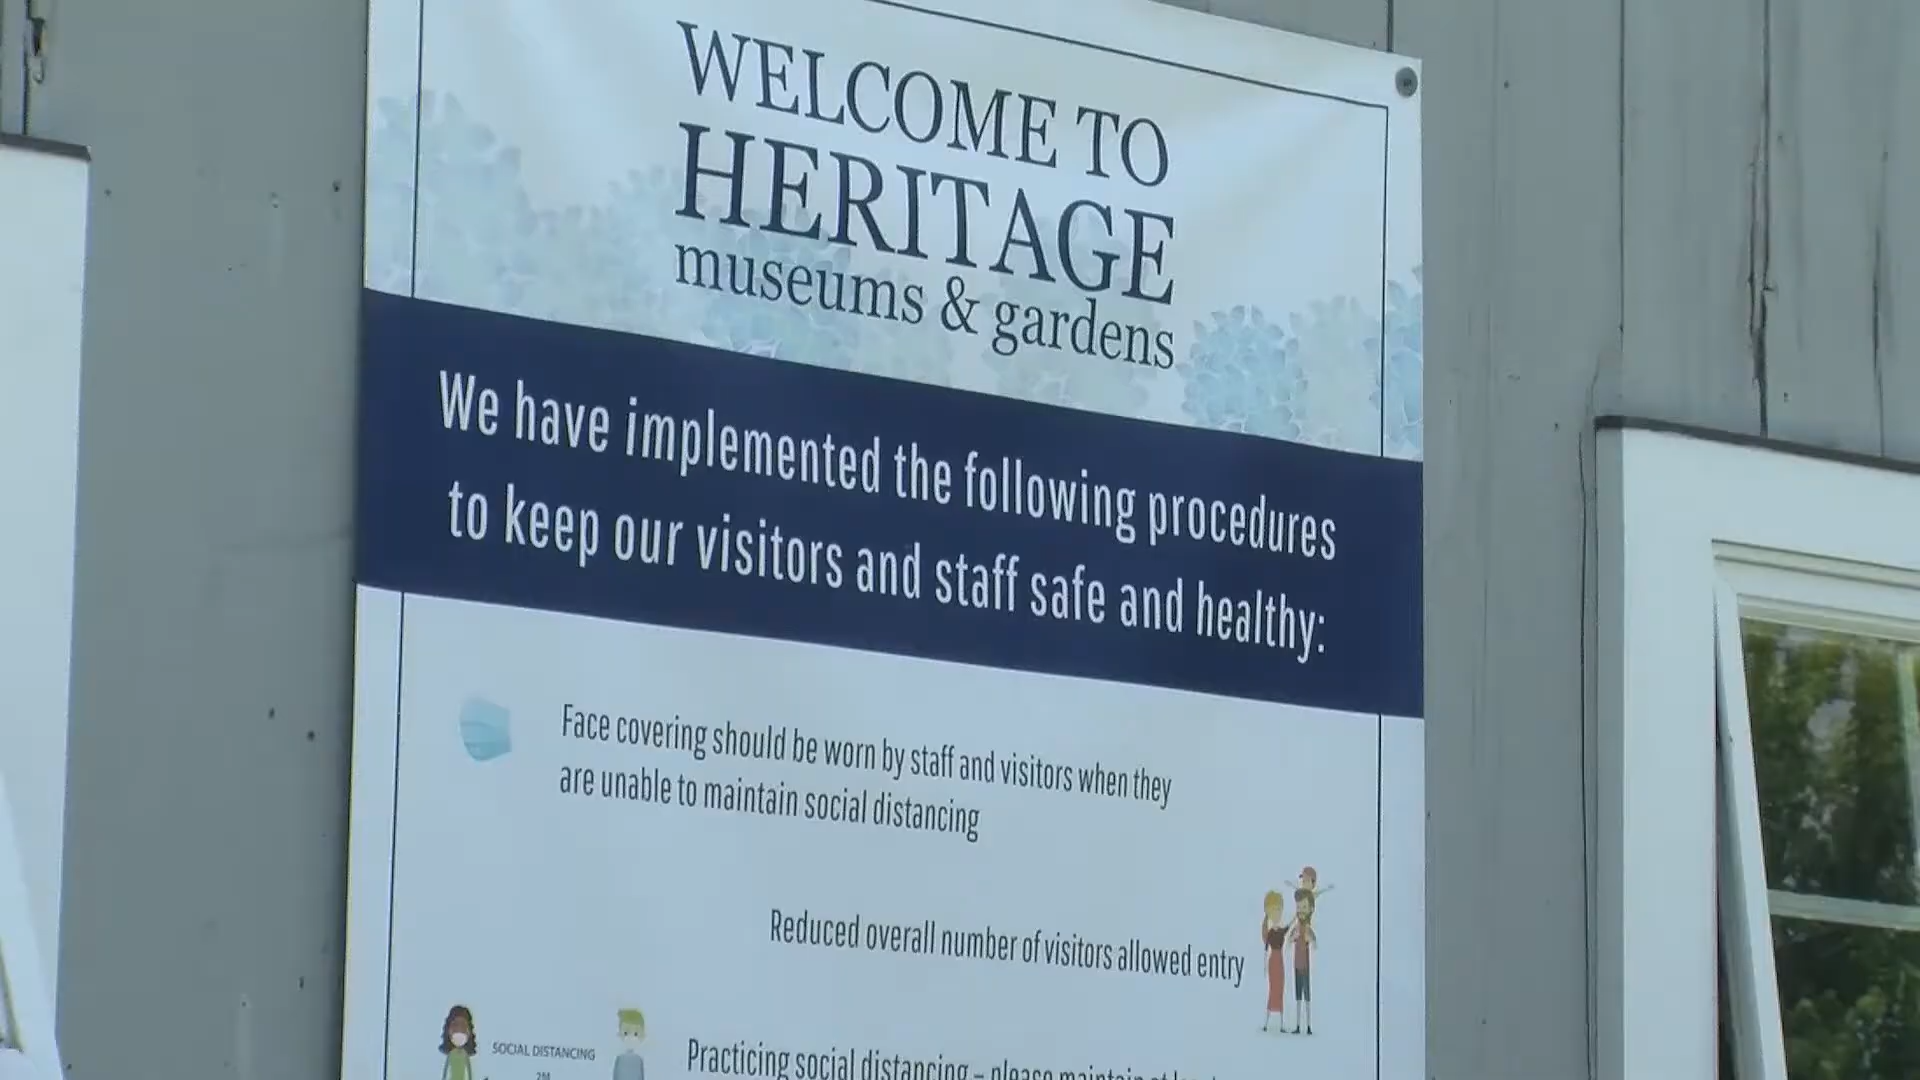 WELCOME TO
HERITAGE
museums & gardens
We have implemented the following procedures
to keep our visitors and staff safe and healthy:
Face covering should be worn by staff and visitors when they
are unable to maintain social distancing
Reduced overall number of visitors allowed entry
SOCIAL DISTANCING
2M
Practicing social distancing – please maintain at